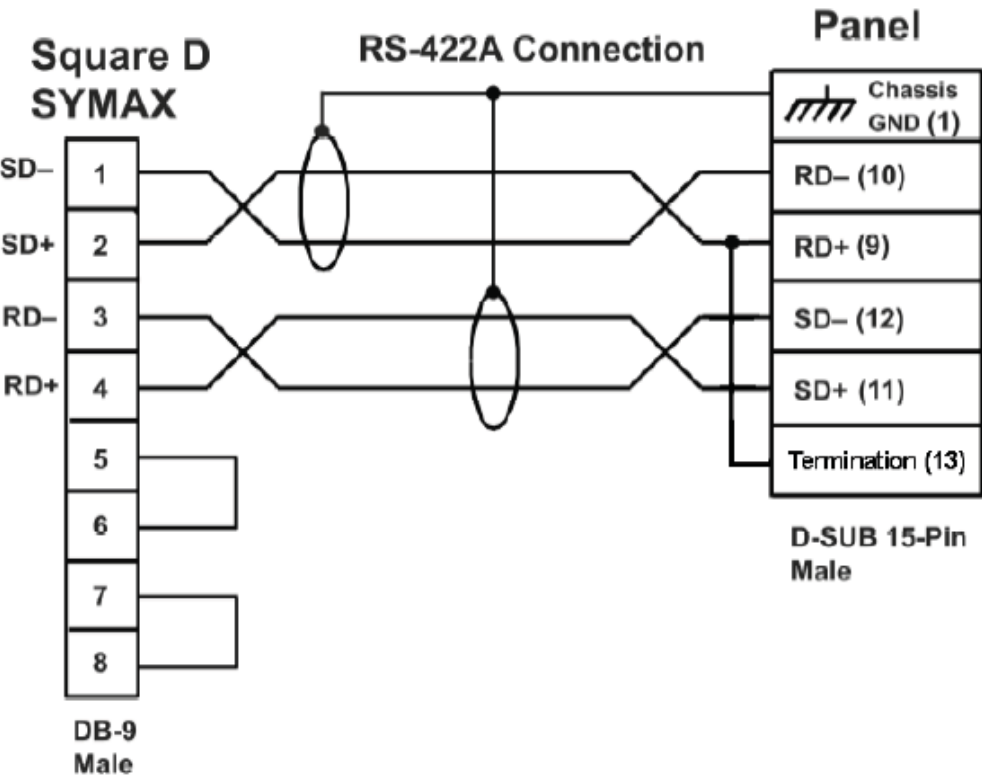 Square D
SYMAX
RS-422A Connection
Panel
Chassis
GND (1)
SD– 1
SD+ 2
RD– 3
RD+ 4
5
6
7
8
RD– (10)
RD+ (9)
SD– (12)
SD+ (11)
Termination (13)
D-SUB 15-Pin
Male
DB-9
Male